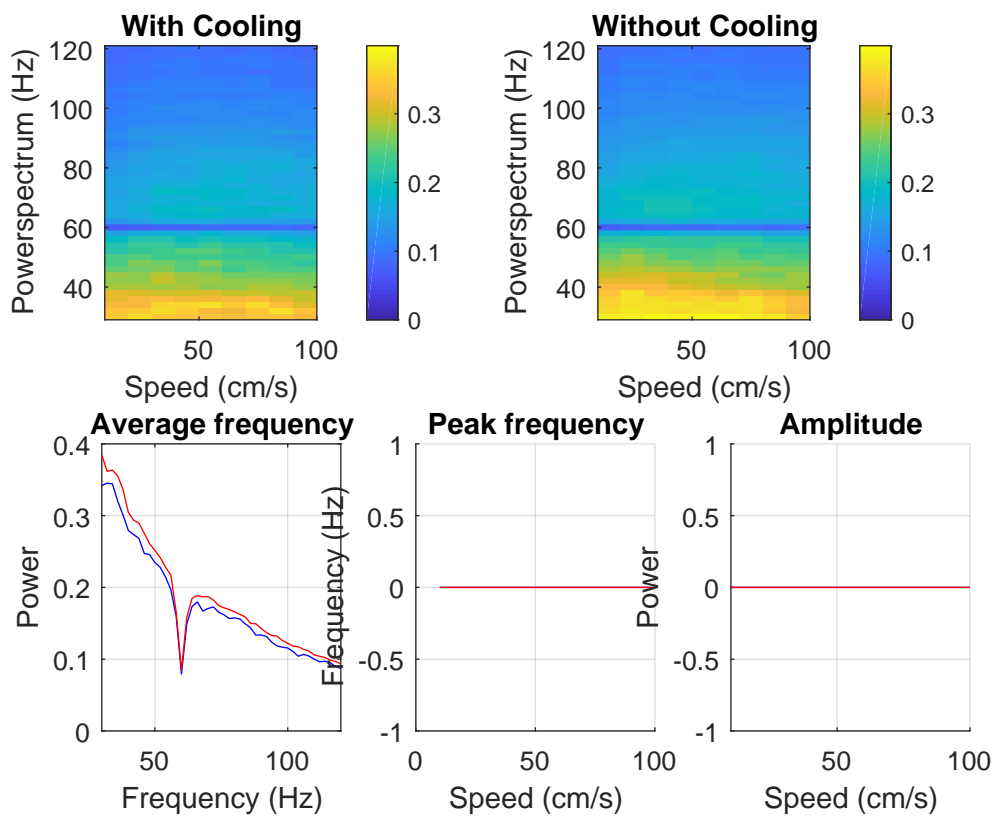 With Cooling
Powerspectrum (Hz)
120
100
80
60
40
50
100
Speed (cm/s)
0.3
0.2
0.1
0
Without Cooling
Powerspectrum (Hz)
120
100
80
60
40
50
100
Speed (cm/s)
0.3
0.2
0.1
0
Average frequency
Power
0.4
0.3
0.2
0.1
0
50
100
Frequency (Hz)
Peak frequency
Frequency (Hz)
1
0.5
0
-0.5
-1
0
50
100
Speed (cm/s)
Amplitude
Power
1
0.5
0
-0.5
-1
50
100
Speed (cm/s)